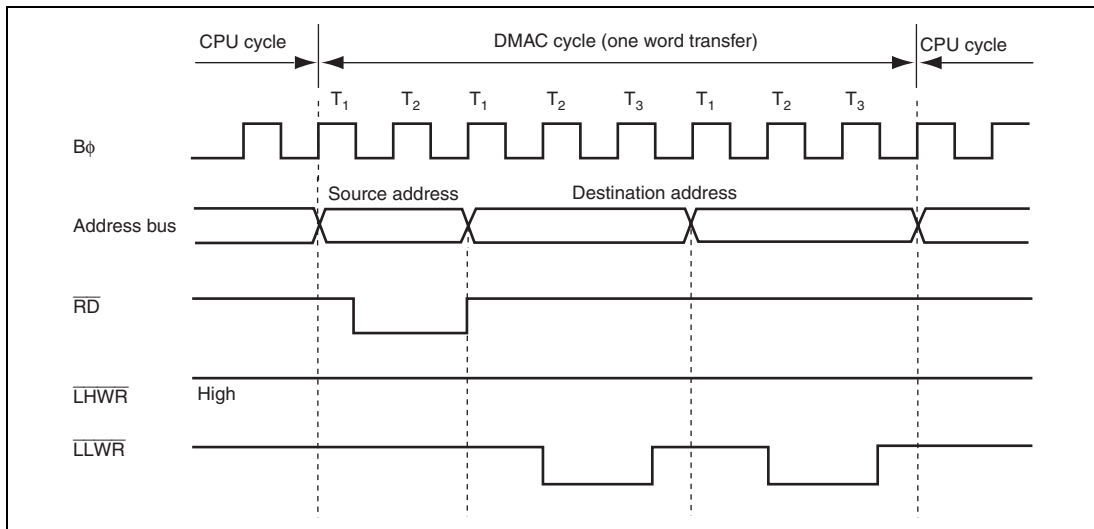 CPU cycle DMAC cycle (one word transfer) CPU cycle
T1 T2 T1 T2 T3 T1 T2 T3
Bϕ
Source address Destination address
Address bus
RD
LHWR High
LLWR